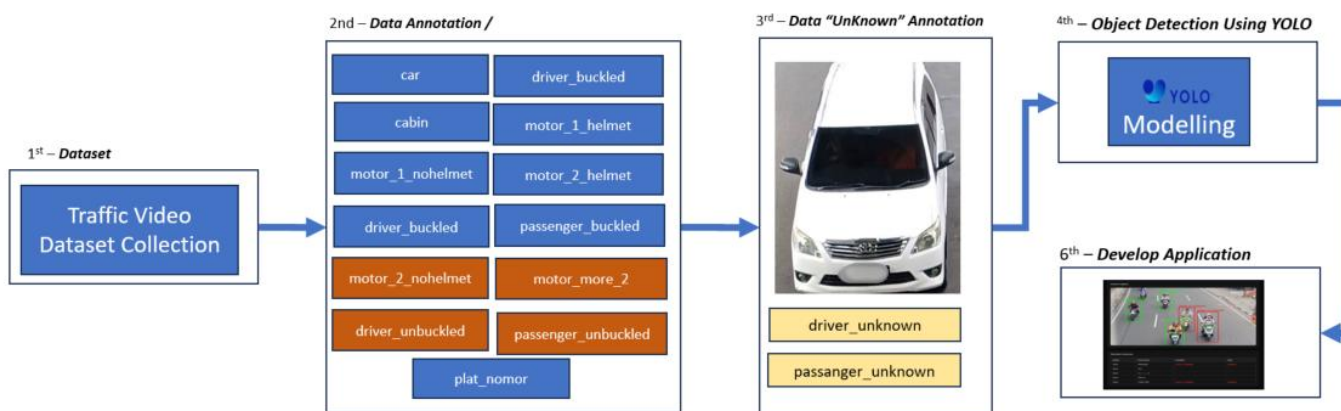 1st – Dataset
Traffic Video
Dataset Collection
2nd – Data Annotation /
car
driver_buckled
cabin
motor_1_helmet
motor_1_nohelmet
motor_2_helmet
driver_buckled
passenger_buckled
motor_2_nohelmet
motor_more_2
driver_unbuckled
passenger_unbuckled
plat_nomor
3rd – Data “UnKnown” Annotation
driver_unknown
passanger_unknown
4th – Object Detection Using YOLO
YOLO
Modelling
6th – Develop Application